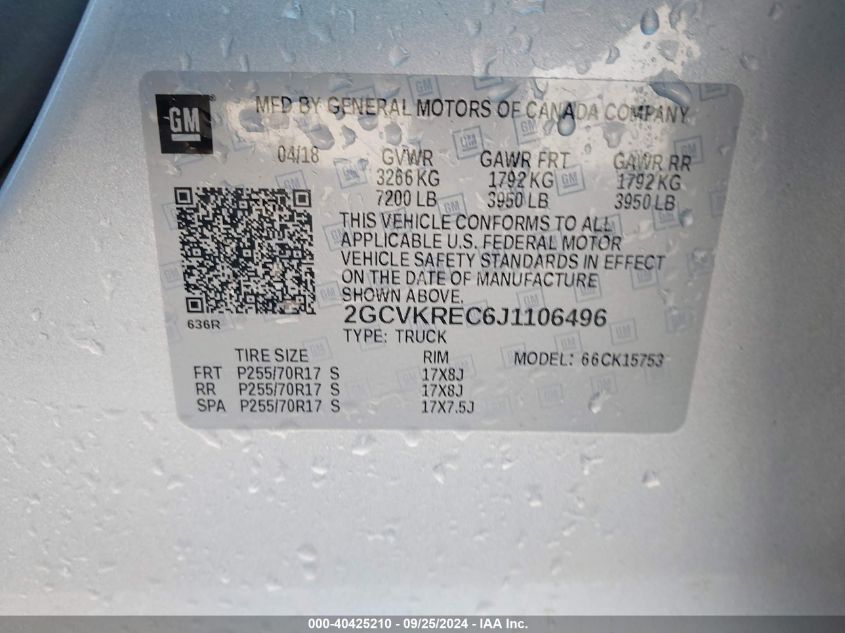 GM
MFD BY GENERAL MOTORS OF CANADA COMPANY
04/18 GVWR GAWR FRT GAWR RR
3266 KG 1792 KG 1792 KG
7200 LB 3950 LB 3950 LB
THIS VEHICLE CONFORMS TO ALL
APPLICABLE U.S. FEDERAL MOTOR
VEHICLE SAFETY STANDARDS IN EFFECT
ON THE DATE OF MANUFACTURE
SHOWN ABOVE.
636R
2GCVKREC6J1106496
TYPE: TRUCK
TIRE SIZE RIM MODEL: 66CK15753
FRT P255/70R17 S 17X8J
RR P255/70R17 S 17X8J
SPA P255/70R17 S 17X7.5J
000-40425210 - 09/25/2024 - IAA Inc.